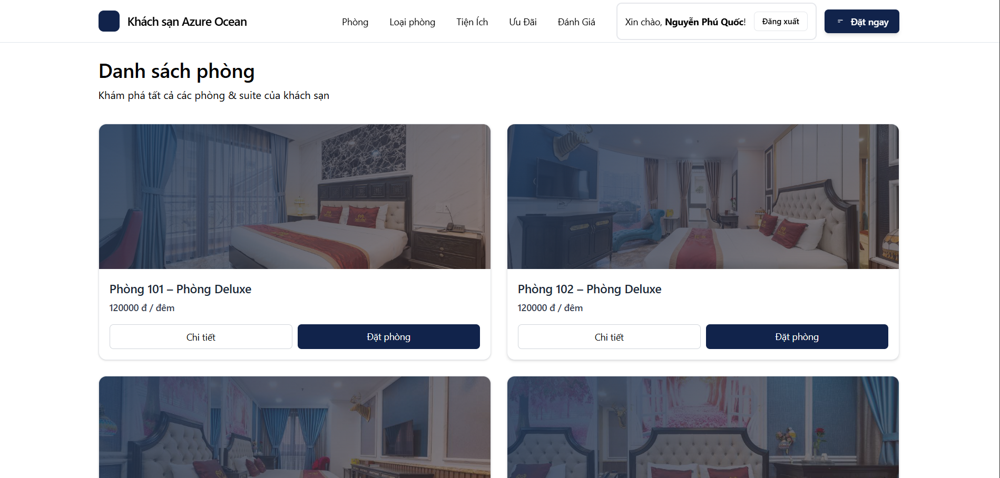 Khách sạn Azure Ocean
Phòng
Loại phòng
Tiện Ích
Ưu Đãi
Đánh Giá
Xin chào, Nguyễn Phú Quốc!
Đăng xuất
Đặt ngay
Danh sách phòng
Khám phá tất cả các phòng & suite của khách sạn
Phòng 101 – Phòng Deluxe
120000 đ / đêm
Chi tiết
Đặt phòng
Phòng 102 – Phòng Deluxe
120000 đ / đêm
Chi tiết
Đặt phòng